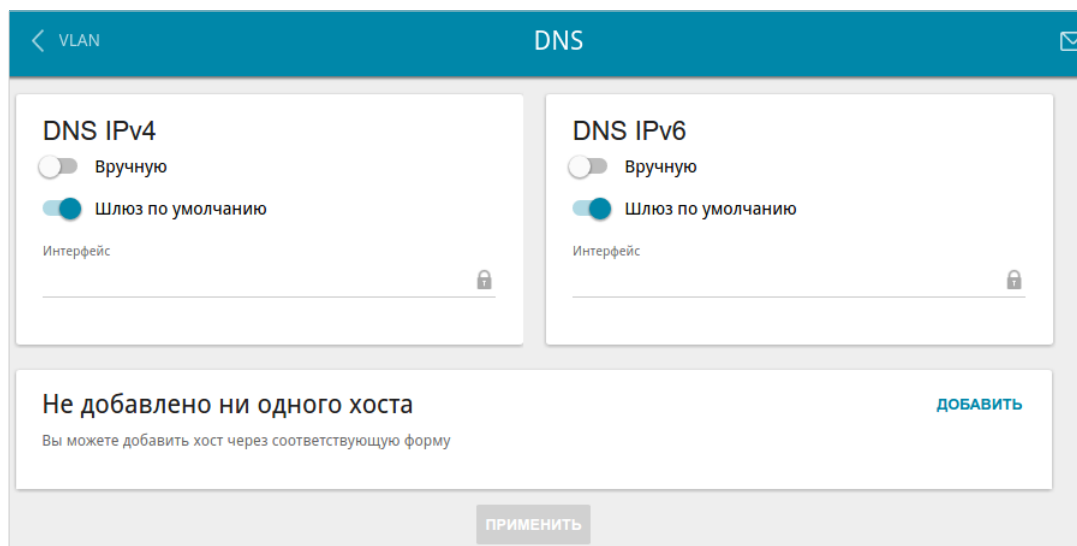 VLAN
DNS
DNS IPv4
Вручную
Шлюз по умолчанию
Интерфейс
DNS IPv6
Вручную
Шлюз по умолчанию
Интерфейс
Не добавлено ни одного хоста
ДОБАВИТЬ
Вы можете добавить хост через соответствующую форму
ПРИМЕНИТЬ